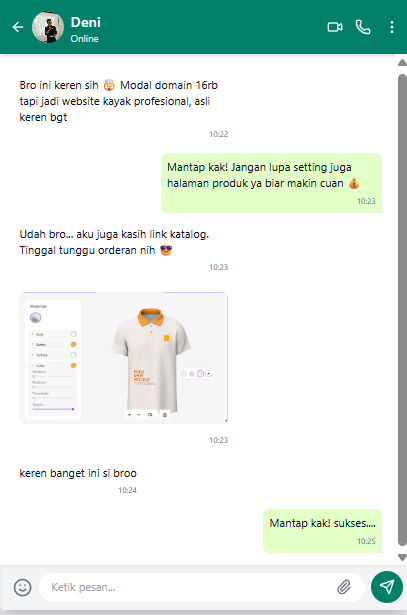 Deni
Online
Bro ini keren sih 🤯 Modal domain 16rb
tapi jadi website kayak profesional, asli
keren bgt
10:22
Mantap kak! Jangan lupa setting juga
halaman produk ya biar makin cuan 💰
10:23
Udah bro... aku juga kasih link katalog.
Tinggal tunggu orderan nih 😎
10:23
POLO
SHIRT
MOCKUP
10:23
keren banget ini si broo
10:24
Mantap kak! sukses....
10:25
Ketik pesan...